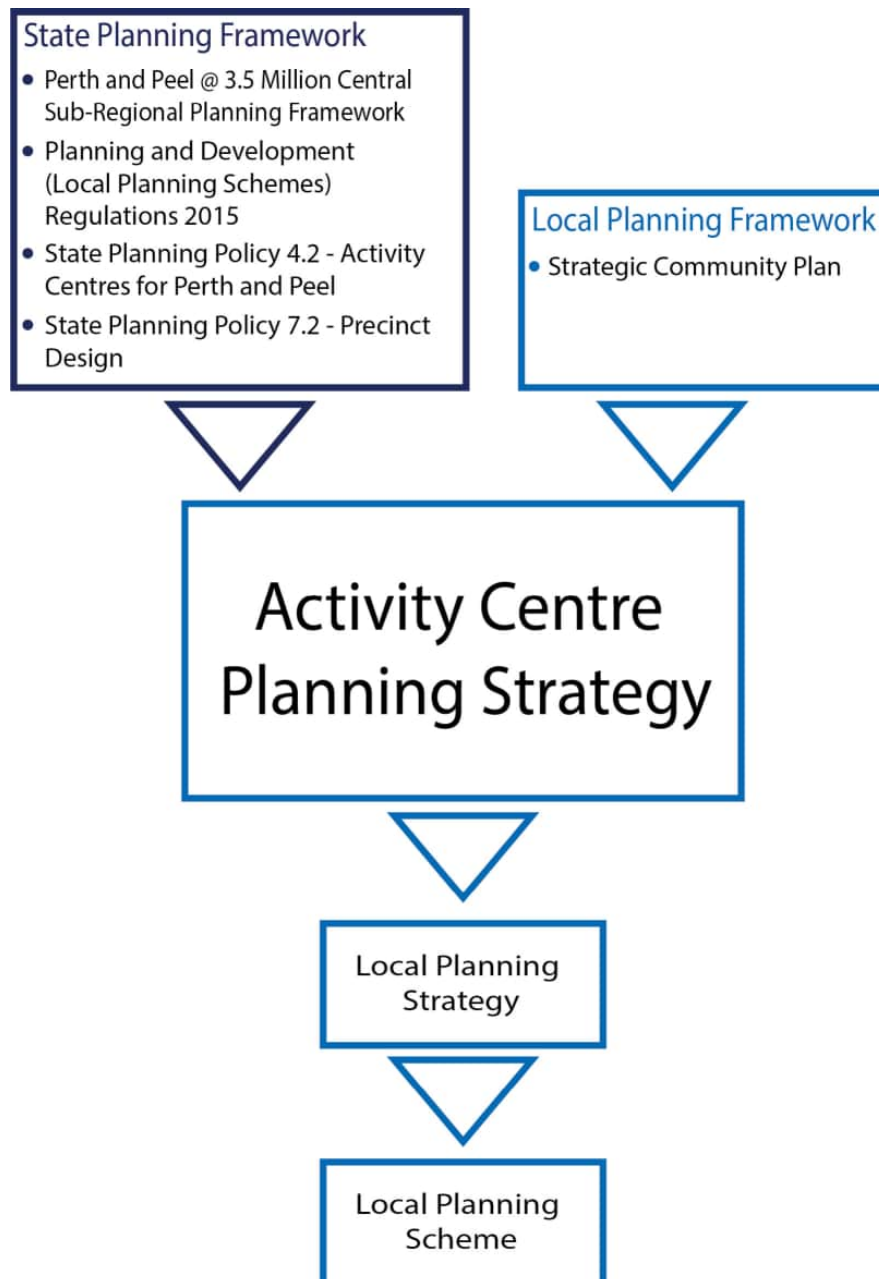 State Planning Framework
• Perth and Peel @ 3.5 Million Central
Sub-Regional Planning Framework
• Planning and Development
(Local Planning Schemes)
Regulations 2015
• State Planning Policy 4.2 - Activity
Centres for Perth and Peel
• State Planning Policy 7.2 - Precinct
Design
Local Planning Framework
• Strategic Community Plan
Activity Centre
Planning Strategy
Local Planning
Strategy
Local Planning
Scheme